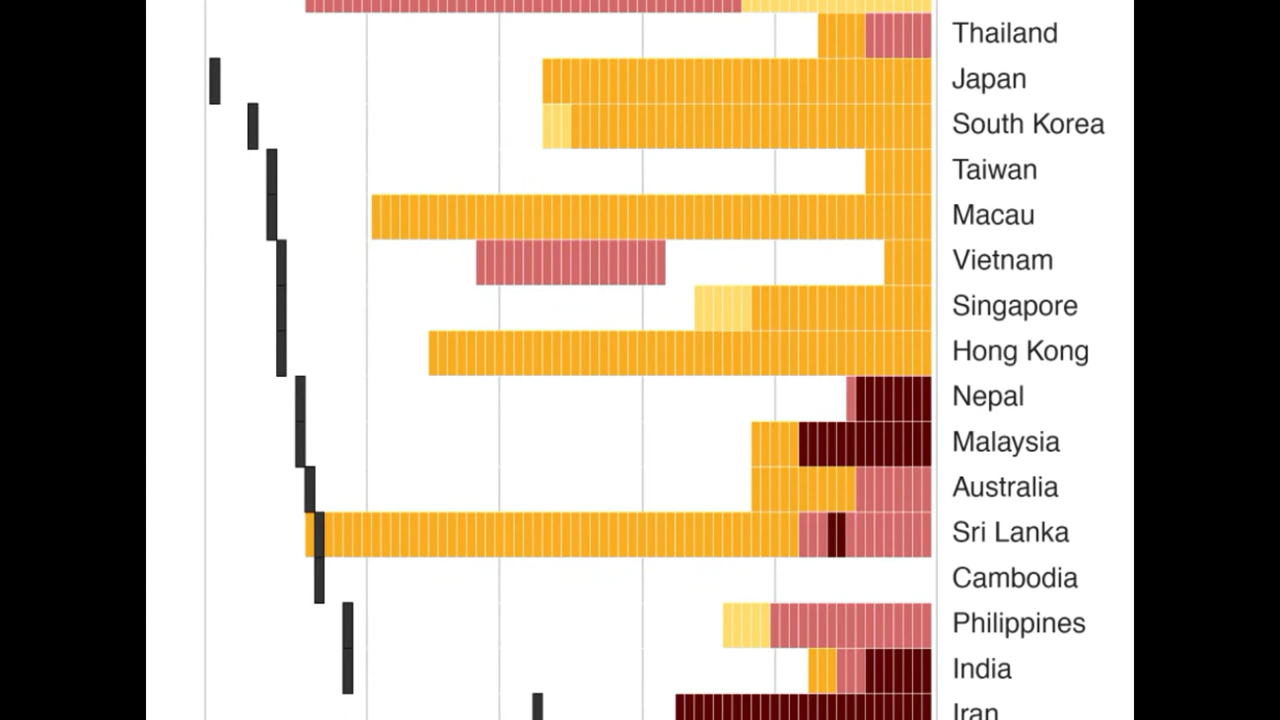 Thailand
Japan
South Korea
Taiwan
Macau
Vietnam
Singapore
Hong Kong
Nepal
Malaysia
Australia
Sri Lanka
Cambodia
Philippines
India
Iran